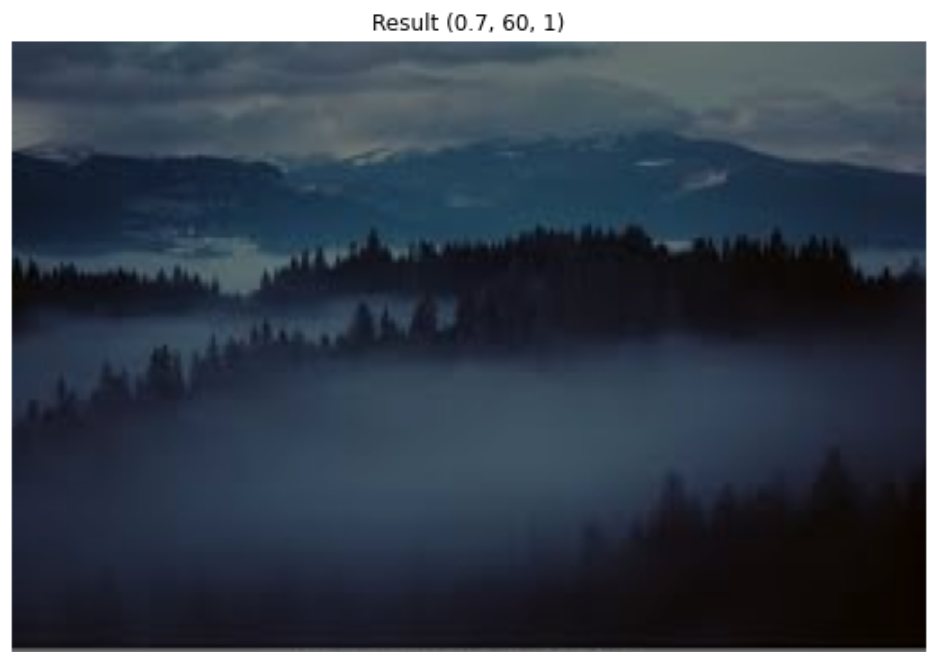 Result (0.7, 60, 1)